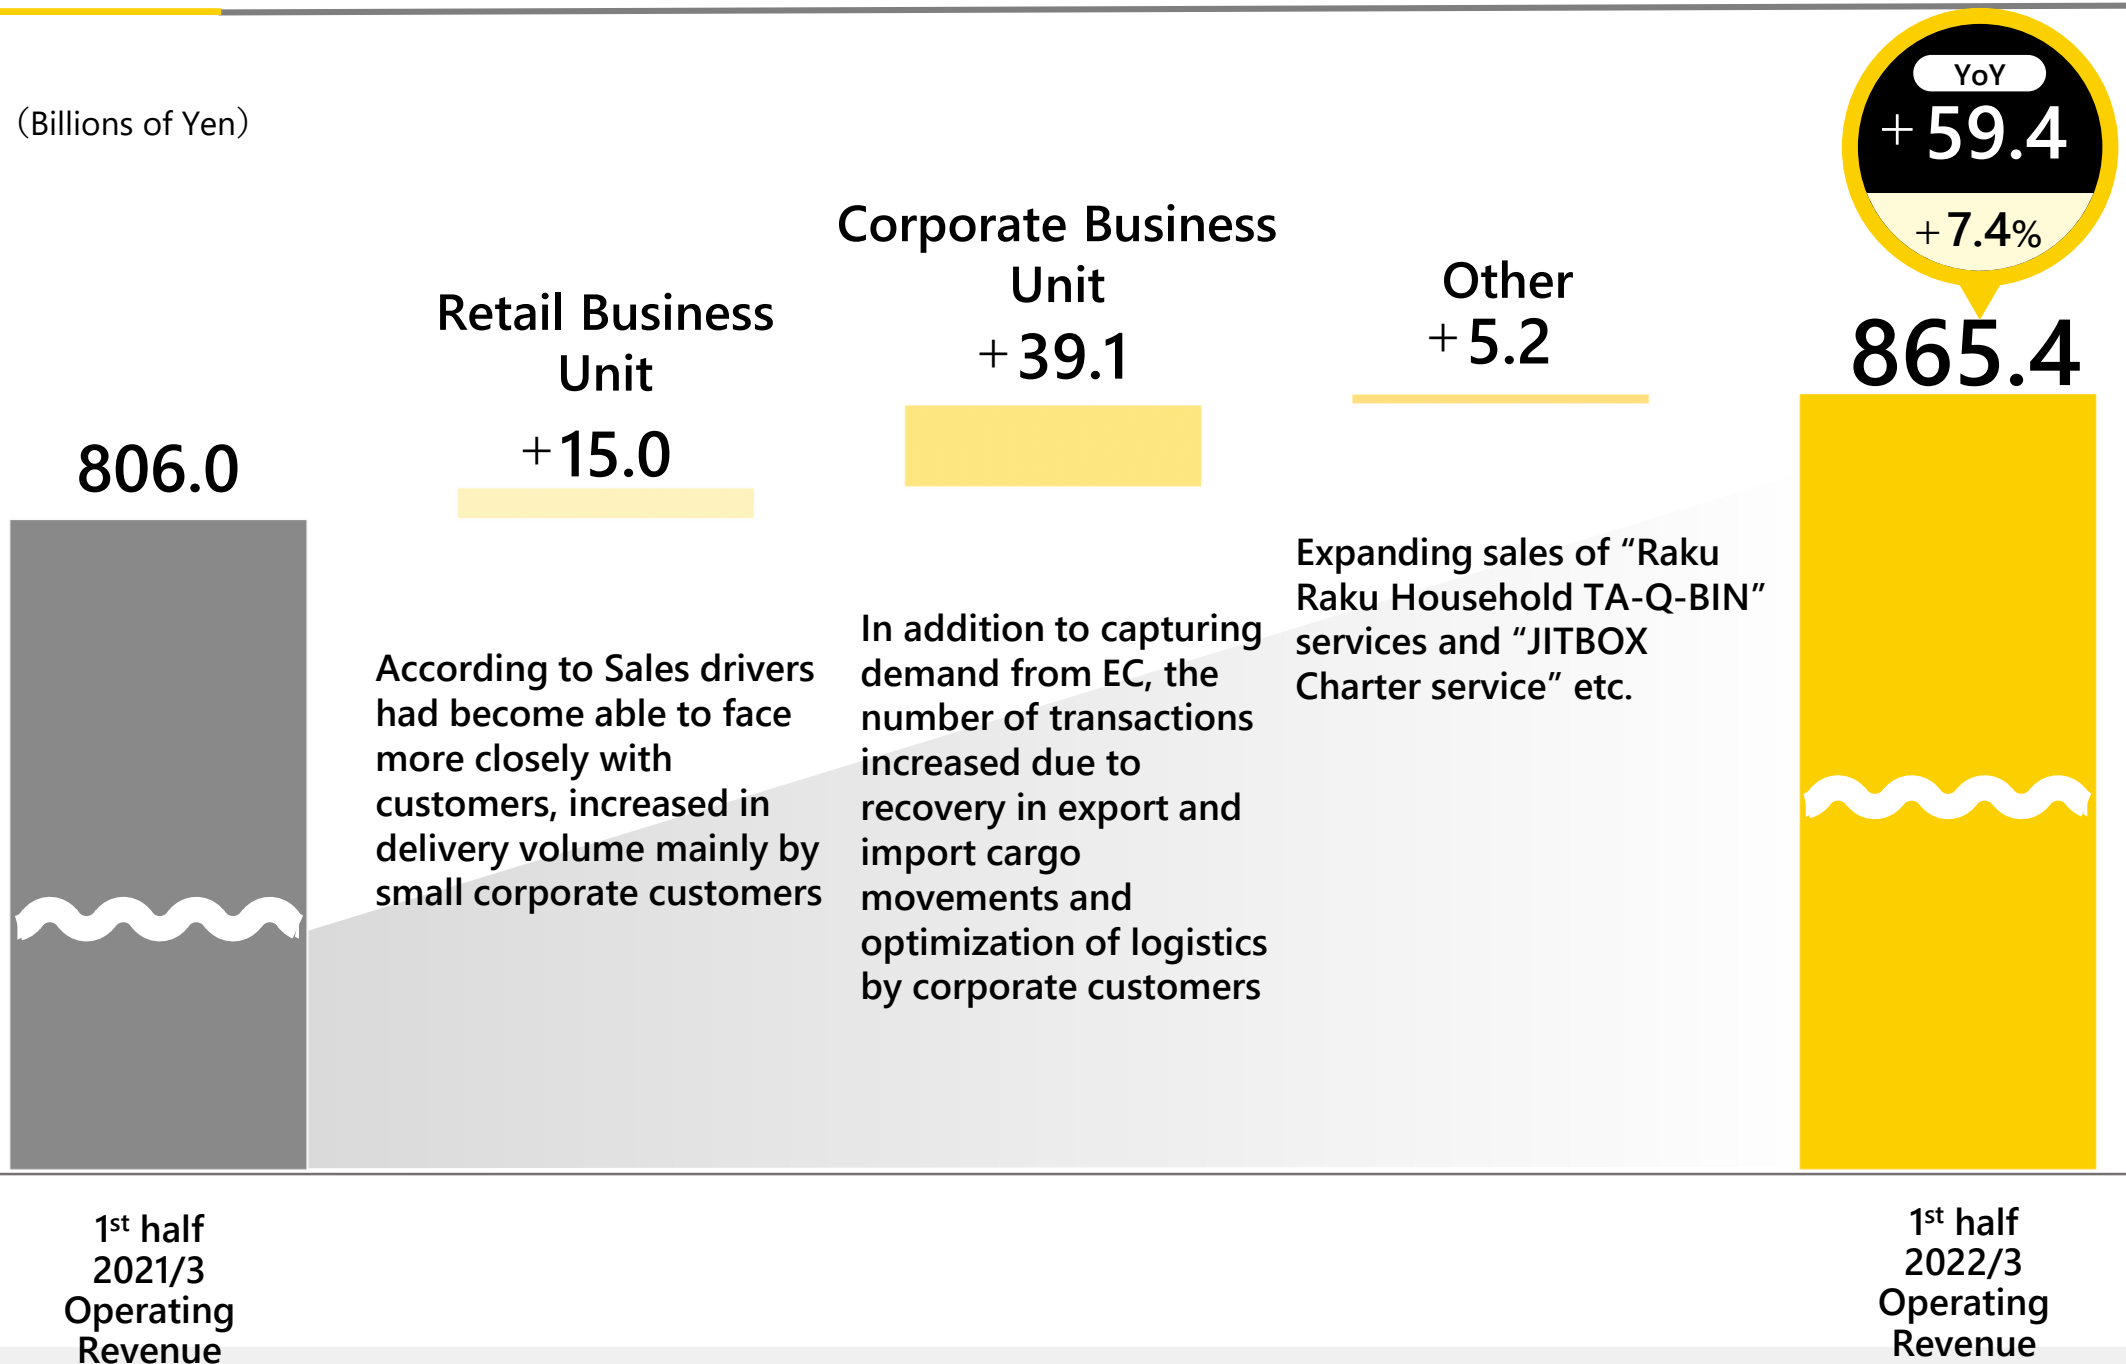 （Billions of Yen）
YoY
+59.4
+7.4%
865.4
Corporate Business
Unit
+39.1
Other
+5.2
Retail Business
Unit
+15.0
806.0
According to Sales drivers
had become able to face
more closely with
customers, increased in
delivery volume mainly by
small corporate customers
In addition to capturing
demand from EC, the
number of transactions
increased due to
recovery in export and
import cargo
movements and
optimization of logistics
by corporate customers
Expanding sales of “Raku
Raku Household TA-Q-BIN”
services and “JITBOX
Charter service” etc.
1st half
2021/3
Operating
Revenue
1st half
2022/3
Operating
Revenue